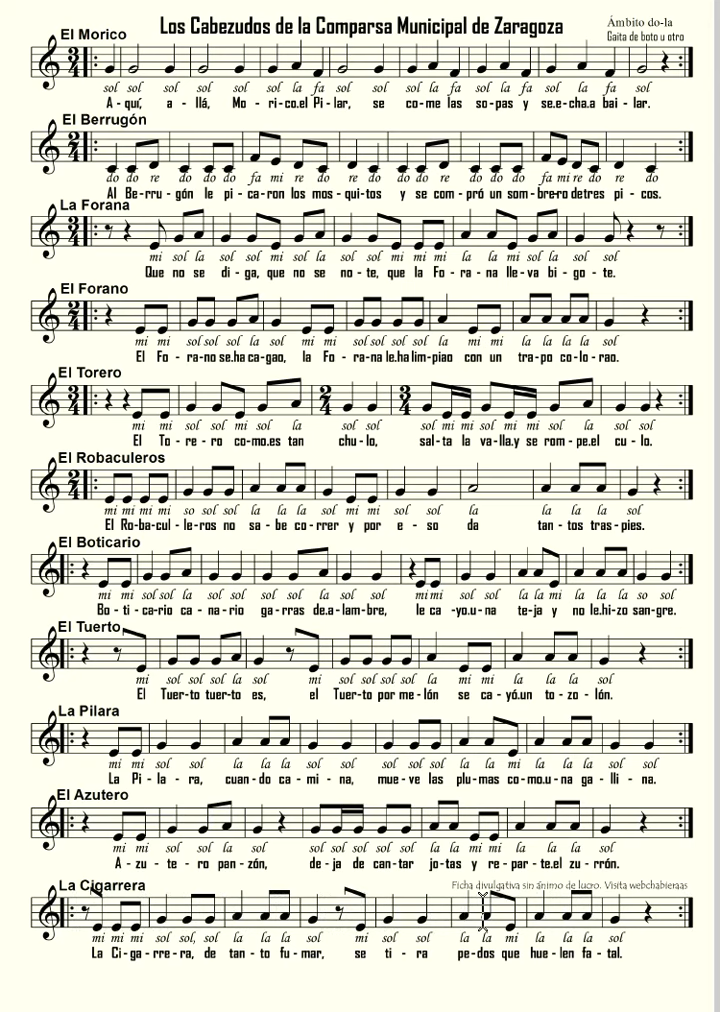 Los Cabezudos de la Comparsa Municipal de Zaragoza
Ámbito do-la
Gaita de boto u otro
El Morico
3 4
sol sol sol sol sol sol la fa sol sol la fa sol la fa sol la sol
A - quí, a - llá, Mo - ri - co.el Pi - lar, se co - me las so - pas y se.e - cha.a bai - lar.
El Berrugón
2 4
do do re do do do fa mi re do re do do do re do do do fa mi re do re do
Al Be - rru - gón le pi - ca - ron los mos - qui - tos y se com - pró un som - bre - ro de tres pi - cos.
La Forana
3 4
mi sol la sol sol mi sol la sol sol mi mi mi la la mi sol la sol sol
Que no se di - ga, que no se no - te, que la Fo - ra - na lle - va bi - go - te.
El Forano
2 4
mi mi sol sol sol la sol mi mi sol sol sol sol la mi mi la la la la sol
El Fo - ra - no se.ha ca - gao, la Fo - ra - na le.ha lim - piao con un tra - po co - lo - rao.
El Torero
3 4 2 4 3 4
mi mi sol sol mi sol la sol sol sol mi mi sol mi mi sol la sol sol
El To - re - ro co - mo.es tan chu - lo, sal - ta la va - lla.y se rom - pe.el cu - lo.
El Robaculeros
2 4
mi mi mi mi so sol sol la la la sol mi mi sol sol la la la la sol
El Ro - ba - cu - le - ros no sa - be co - rrer y por e - so da tan - tos tras - pies.
El Boticario
mi mi sol sol la sol sol sol sol la sol sol mi mi sol sol la la mi la la la so sol
Bo - ti - ca - rio ca - na - rio ga - rras de.a - lam - bre, le ca - yo.u - na te - ja y no le.hi - zo san - gre.
El Tuerto
mi sol sol sol la sol mi sol sol sol sol la mi mi la la la sol
El Tuer - to tuer - to es, el Tuer - to por me - lón se ca - yó.un to - zo - lón.
La Pilara
mi mi sol sol la la la sol sol sol sol sol la la mi la la la sol sol
La Pi - la - ra, cuan - do ca - mi - na, mue - ve las plu - mas co - mo.u - na ga - lli - na.
El Azutero
mi mi sol sol la sol sol sol sol sol sol la la mi mi la la la sol
A - zu - te - ro pan - zón, de - ja de can - tar jo - tas y re - par - te.el zu - rrón.
La Cigarrera
Ficha divulgativa sin ánimo de lucro. Visita webchabieraas
mi mi mi sol sol, sol la la la sol mi sol sol la la mi la la la sol
La Ci - ga - rre - ra, de tan - to fu - mar, se ti - ra pe - dos que hue - len fa - tal.